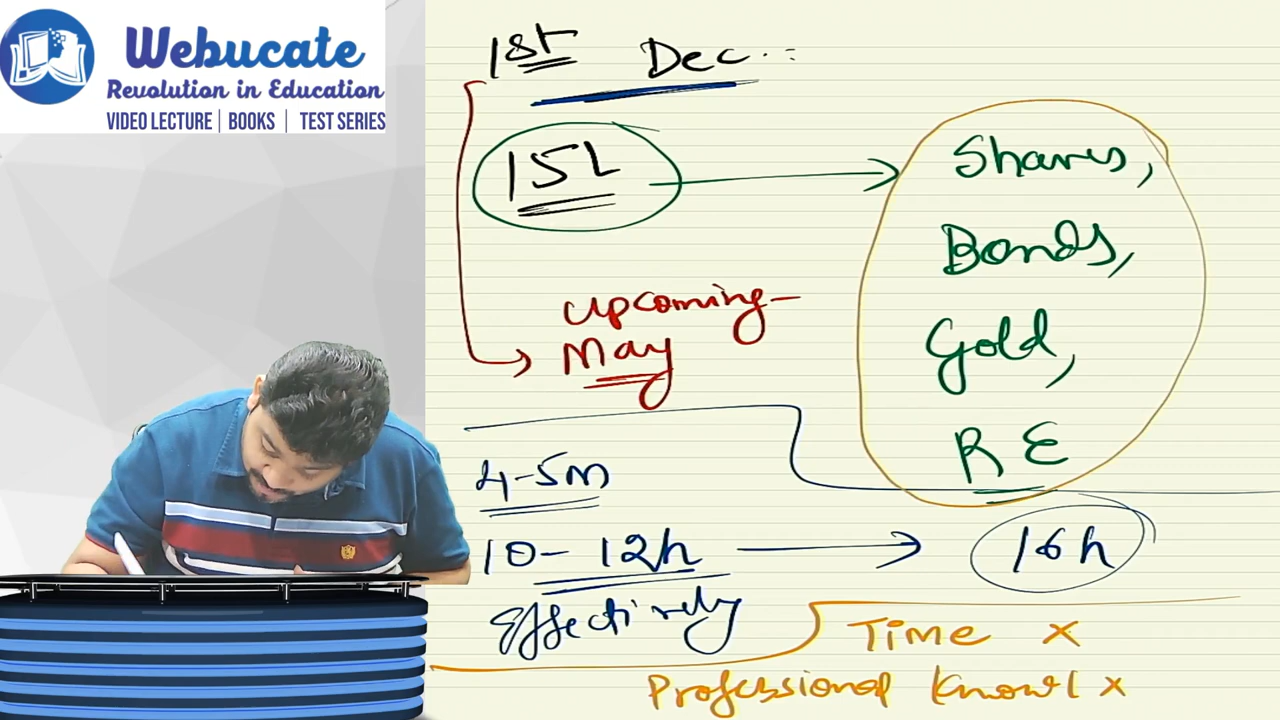 Webucate
Revolution in Education
VIDEO LECTURE | BOOKS | TEST SERIES
1st Dec..
15L
Shares,
Bonds,
Gold,
RE
Upcoming
May
4-5m
10-12h
16h
Effectively
Time x
Professional Knowl x